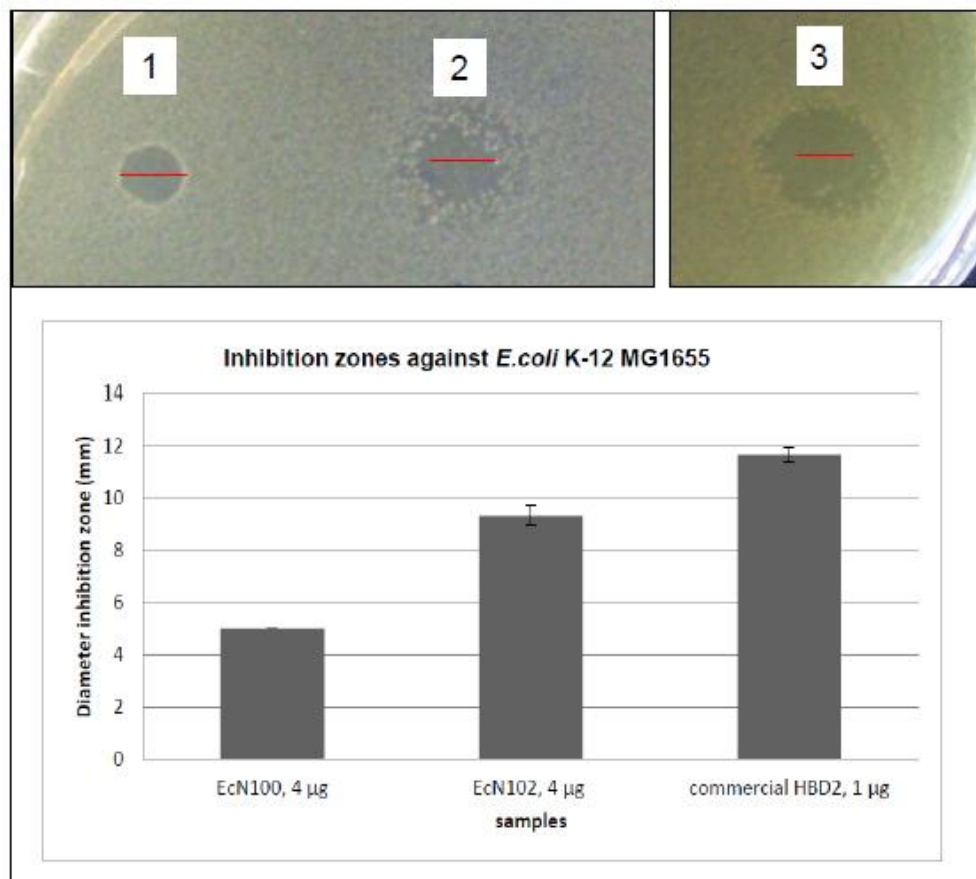 1
2
3
Inhibition zones against E.coli K-12 MG1655
Diameter inhibition zone (mm)
14
12
10
8
6
4
2
0
EcN100, 4 µg
EcN102, 4 µg
commercial HBD2, 1 µg
samples